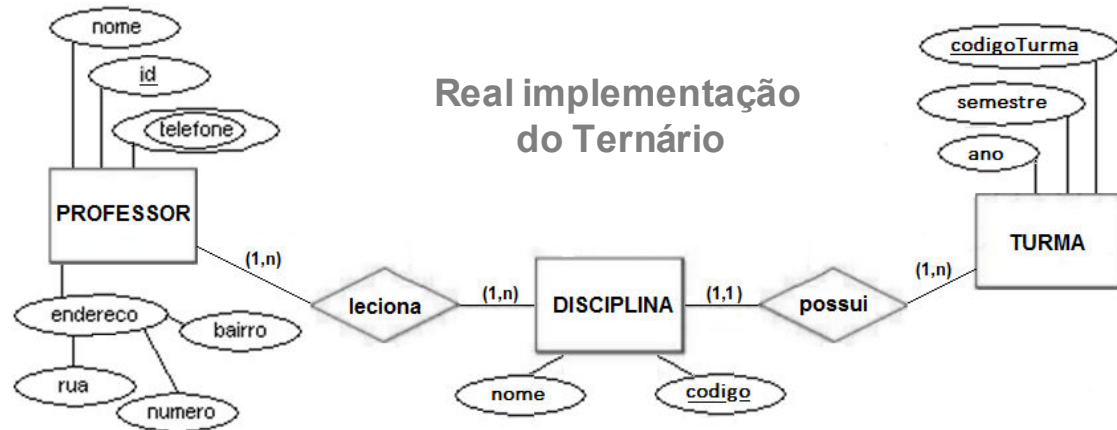 nome
id
telefone
PROFESSOR
endereco
bairro
rua
numero
Real implementação
do Ternário
(1,n)
leciona
(1,n)
DISCIPLINA
nome
codigo
(1,1)
possui
(1,n)
codigoTurma
semestre
ano
TURMA